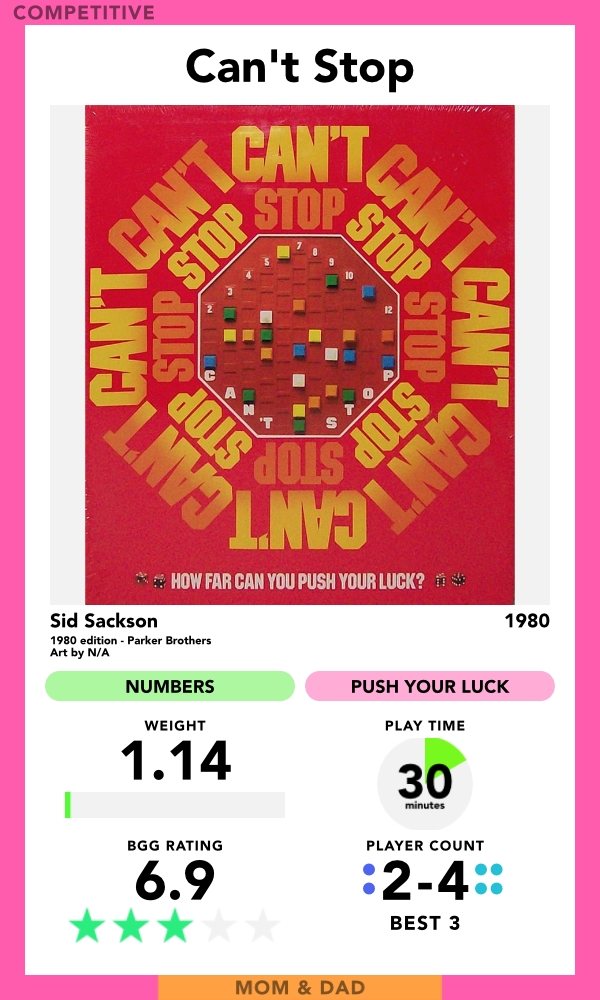 COMPETITIVE
Can't Stop
CAN'T
CAN'T
CAN'T
CAN'T
CAN'T
CAN'T
CAN'T
CAN'T
STOP
STOP
STOP
STOP
STOP
STOP
STOP
STOP
2 3 4 5 7 8 9 10 12
CAN'T STOP
HOW FAR CAN YOU PUSH YOUR LUCK?
Sid Sackson 1980
1980 edition - Parker Brothers
Art by N/A
NUMBERS PUSH YOUR LUCK
WEIGHT PLAY TIME
1.14 30
minutes
BGG RATING PLAYER COUNT
6.9 2-4
BEST 3
MOM & DAD